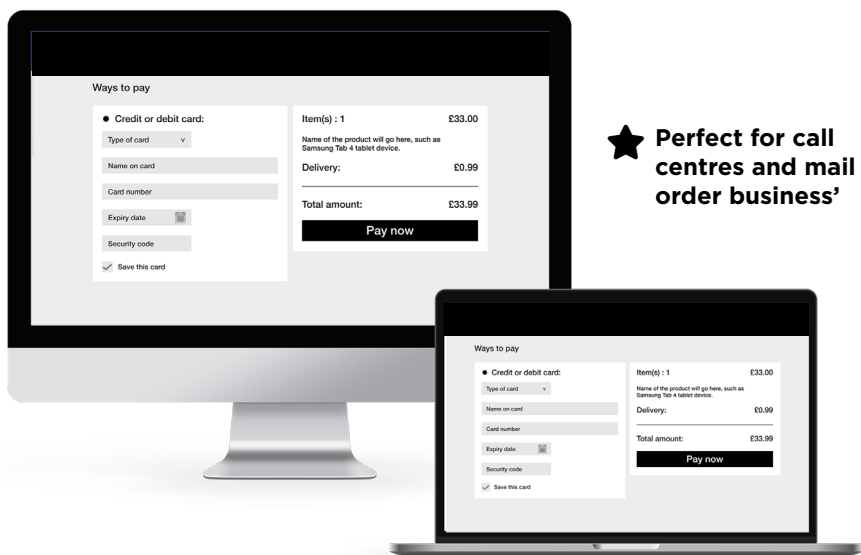 Ways to pay
Credit or debit card:
Type of card v
Name on card
Card number
Expiry date
Security code
Save this card
Item(s) : 1 £33.00
Name of the product will go here, such as
Samsung Tab 4 tablet device.
Delivery: £0.99
Total amount: £33.99
Pay now
Perfect for call
centres and mail
order business’
Ways to pay
Credit or debit card:
Type of card v
Name on card
Card number
Expiry date
Security code
Save this card
Item(s) : 1 £33.00
Name of the product will go here, such as
Samsung Tab 4 tablet device.
Delivery: £0.99
Total amount: £33.99
Pay now